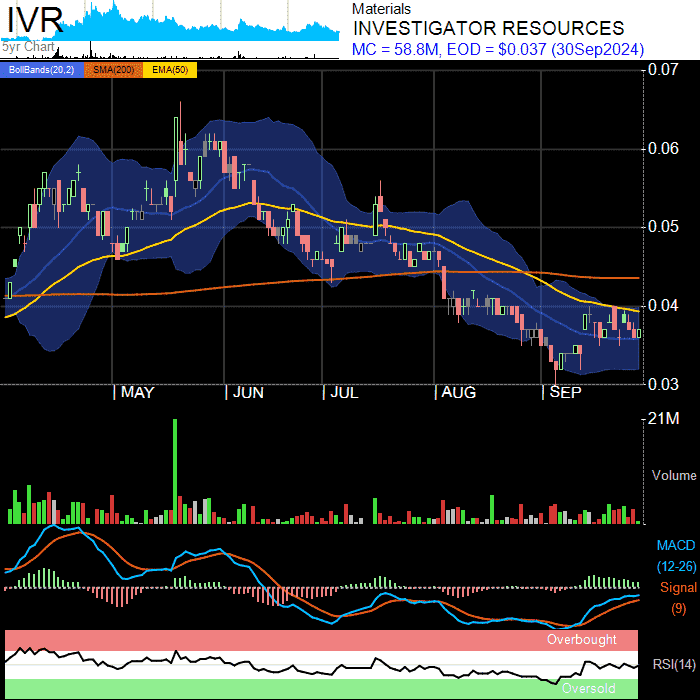 IVR
Materials
INVESTIGATOR RESOURCES
5yr Chart
MC = 58.8M, EOD = $0.037 (30Sep2024)
BollBands(20,2) SMA(200) EMA(50)
0.07
0.06
0.05
0.04
0.03
| MAY | JUN | JUL | AUG | SEP
21M
Volume
MACD
(12-26)
Signal
(9)
Overbought
RSI(14)
Oversold